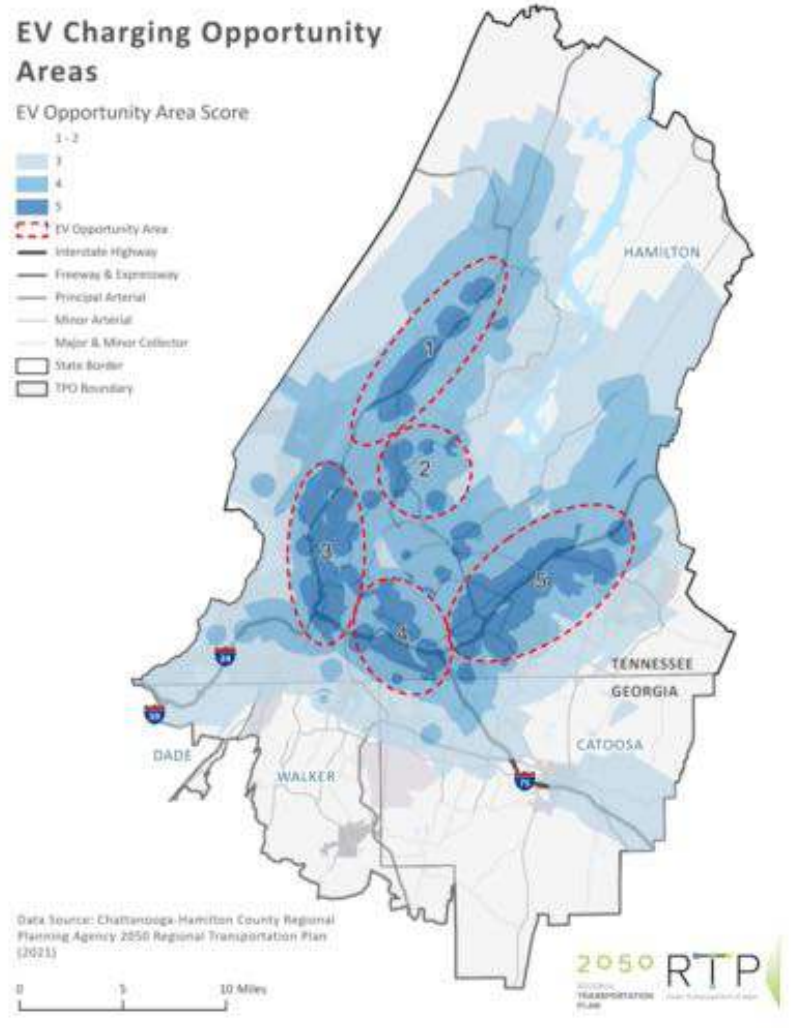 EV Charging Opportunity
Areas
EV Opportunity Area Score
1 - 2
3
4
5
EV Opportunity Area
Interstate Highway
Freeway & Expressway
Principal Arterial
Minor Arterial
Major & Minor Collector
State Border
TPO Boundary
HAMILTON
1
2
3
5
4
24
TENNESSEE
GEORGIA
59
DADE
WALKER
CATOOSA
75
Data Source: Chattanooga-Hamilton County Regional
Planning Agency 2050 Regional Transportation Plan
(2021)
0 5 10 Miles
2050 RTP
REGIONAL
TRANSPORTATION
PLAN